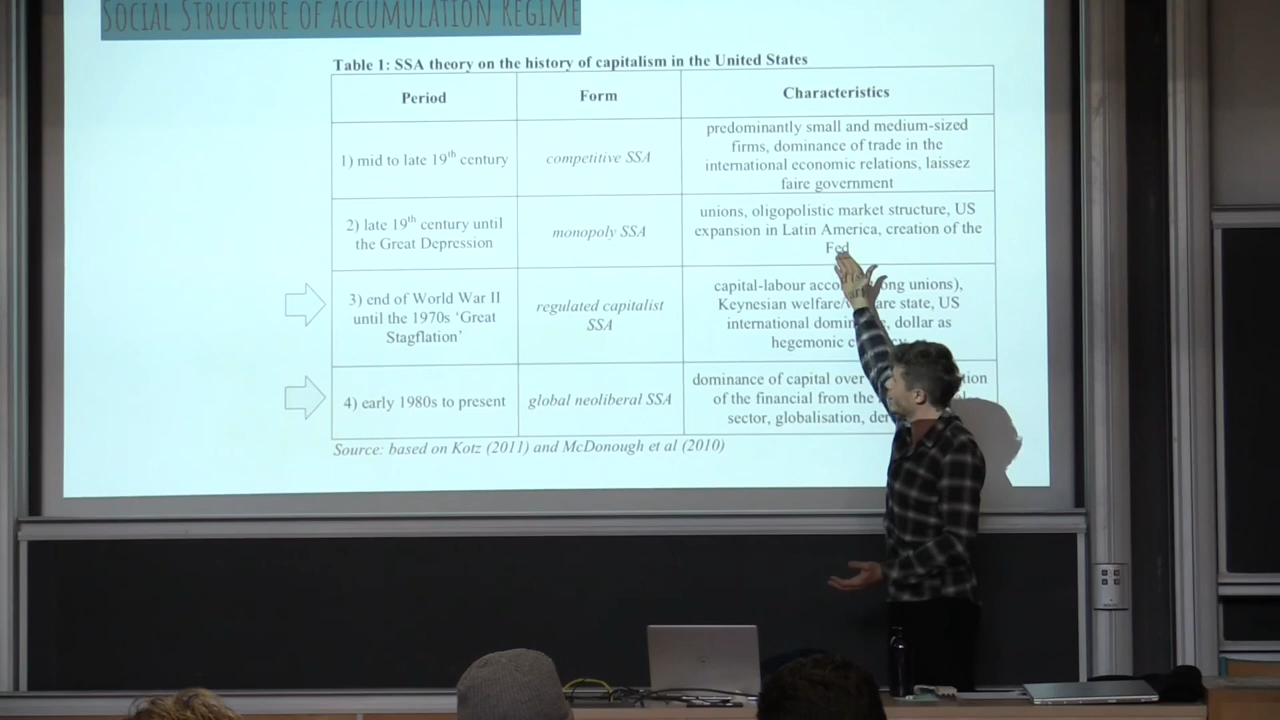 Social Structure of Accumulation Regime
Table 1: SSA theory on the history of capitalism in the United States
Period
Form
Characteristics
1) mid to late 19th century
competitive SSA
predominantly small and medium-sized
firms, dominance of trade in the
international economic relations, laissez
faire government
2) late 19th century until
the Great Depression
monopoly SSA
unions, oligopolistic market structure, US
expansion in Latin America, creation of the
Fed
3) end of World War II
until the 1970s ‘Great
Stagflation’
regulated capitalist
SSA
capital-labour unions),
Keynesian state, US
international dollar as
hegemonic
4) early 1980s to present
global neoliberal SSA
dominance of capital over
of the financial from the
sector, globalisation,
Source: based on Kotz (2011) and McDonough et al (2010)